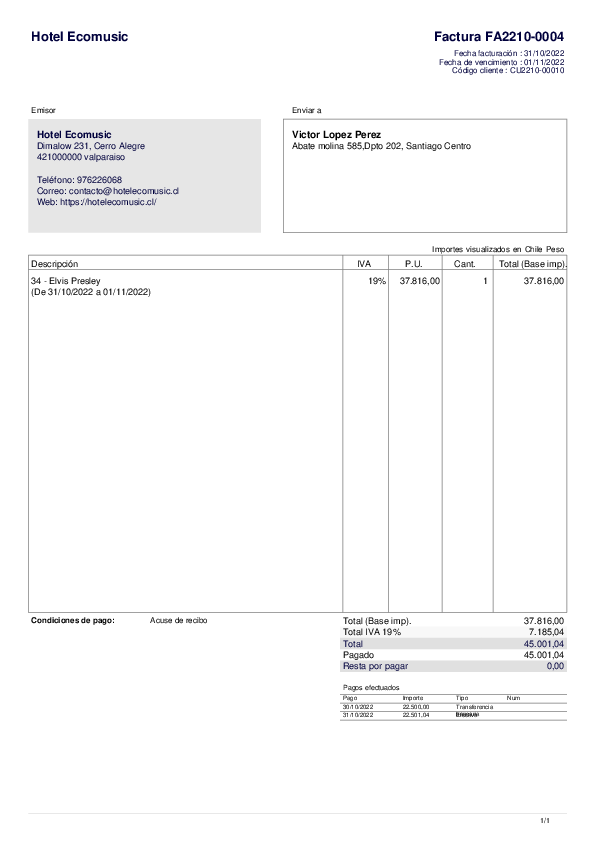 Hotel Ecomusic
Factura FA2210-0004
Fecha facturación : 31/10/2022
Fecha de vencimiento : 01/11/2022
Código cliente : CU2210-00010
Emisor
Hotel Ecomusic
Dimalow 231, Cerro Alegre
421000000 valparaiso
Teléfono: 976226068
Correo: contacto@hotelecomusic.cl
Web: https://hotelecomusic.cl/
Enviar a
Victor Lopez Perez
Abate molina 585,Dpto 202, Santiago Centro
Importes visualizados en Chile Peso
Descripción IVA P.U. Cant. Total (Base imp).
34 - Elvis Presley 19% 37.816,00 1 37.816,00
(De 31/10/2022 a 01/11/2022)
Condiciones de pago: Acuse de recibo
Total (Base imp). 37.816,00
Total IVA 19% 7.185,04
Total 45.001,04
Pagado 45.001,04
Resta por pagar 0,00
Pagos efectuados
Pago Importe Tipo Num
30/10/2022 22.500,00 Transferencia
31/10/2022 22.501,04
1/1